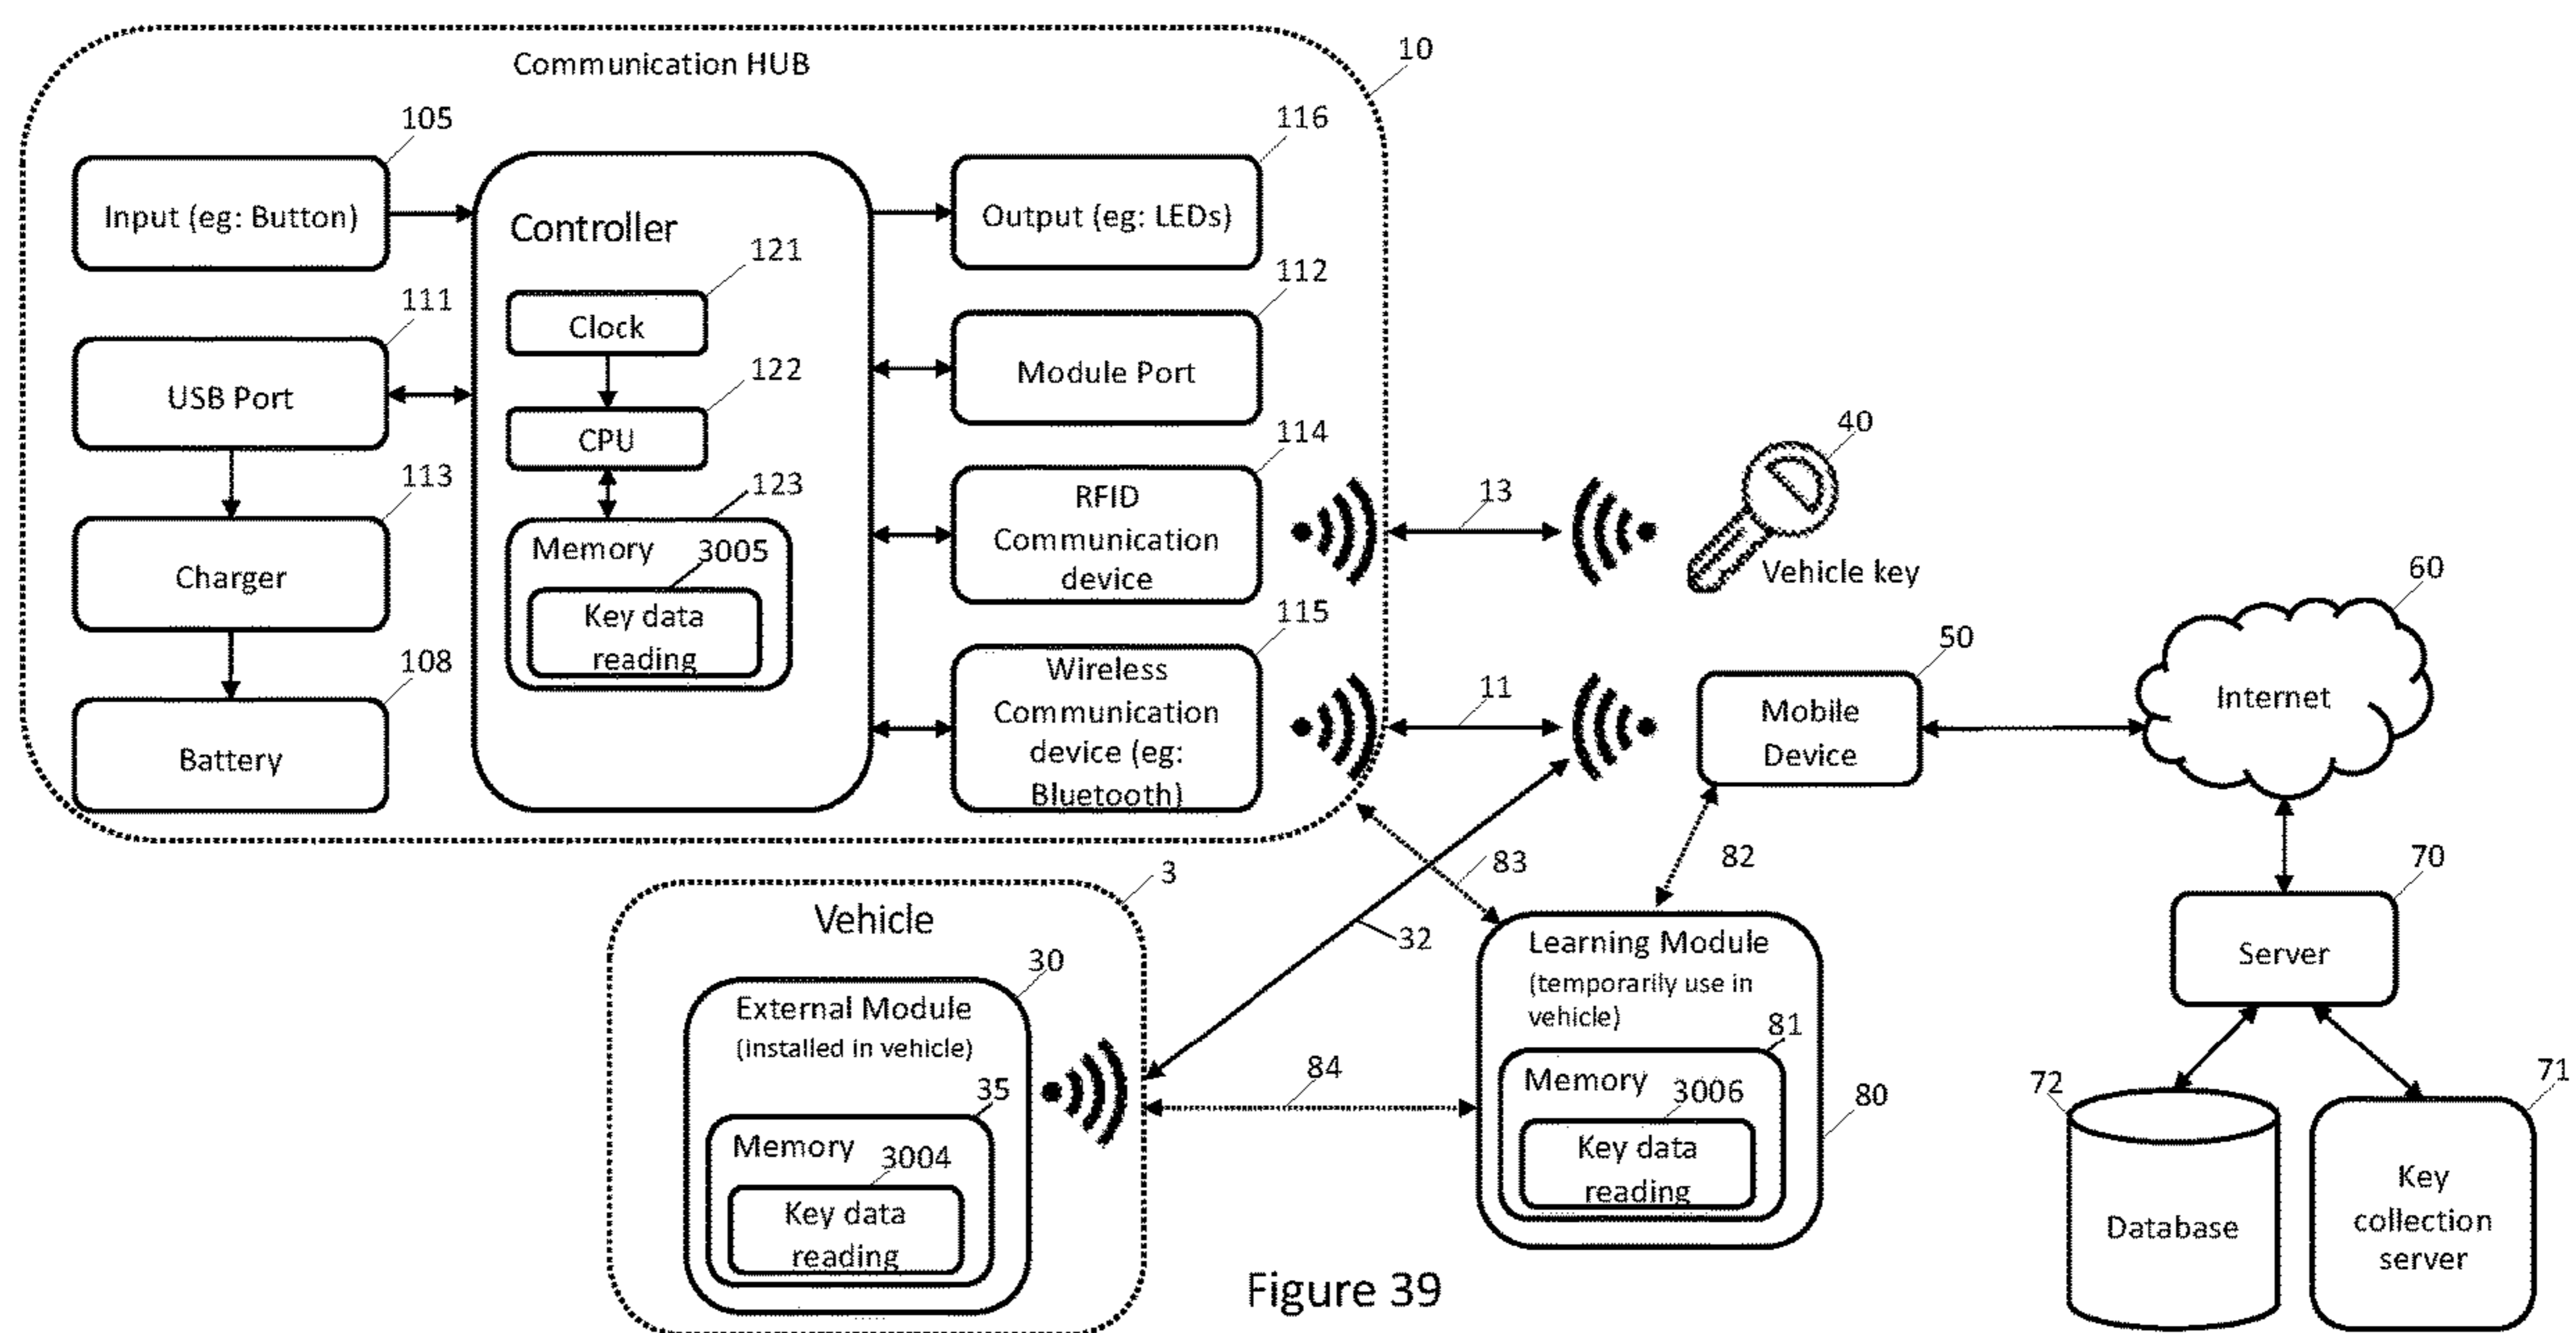 Communication HUB
10
105
Input (eg: Button)
111
USB Port
113
Charger
108
Battery
Controller
121
Clock
122
CPU
123
Memory
3005
Key data
reading
116
Output (eg: LEDs)
112
Module Port
114
RFID
Communication
device
115
Wireless
Communication
device (eg:
Bluetooth)
13
40
Vehicle key
11
50
Mobile
Device
60
Internet
70
Server
72
Database
71
Key
collection
server
83
82
32
3
Vehicle
30
External Module
(installed in vehicle)
35
Memory
3004
Key data
reading
84
Learning Module
(temporarily use in
vehicle)
81
Memory
3006
Key data
reading
80
Figure 39